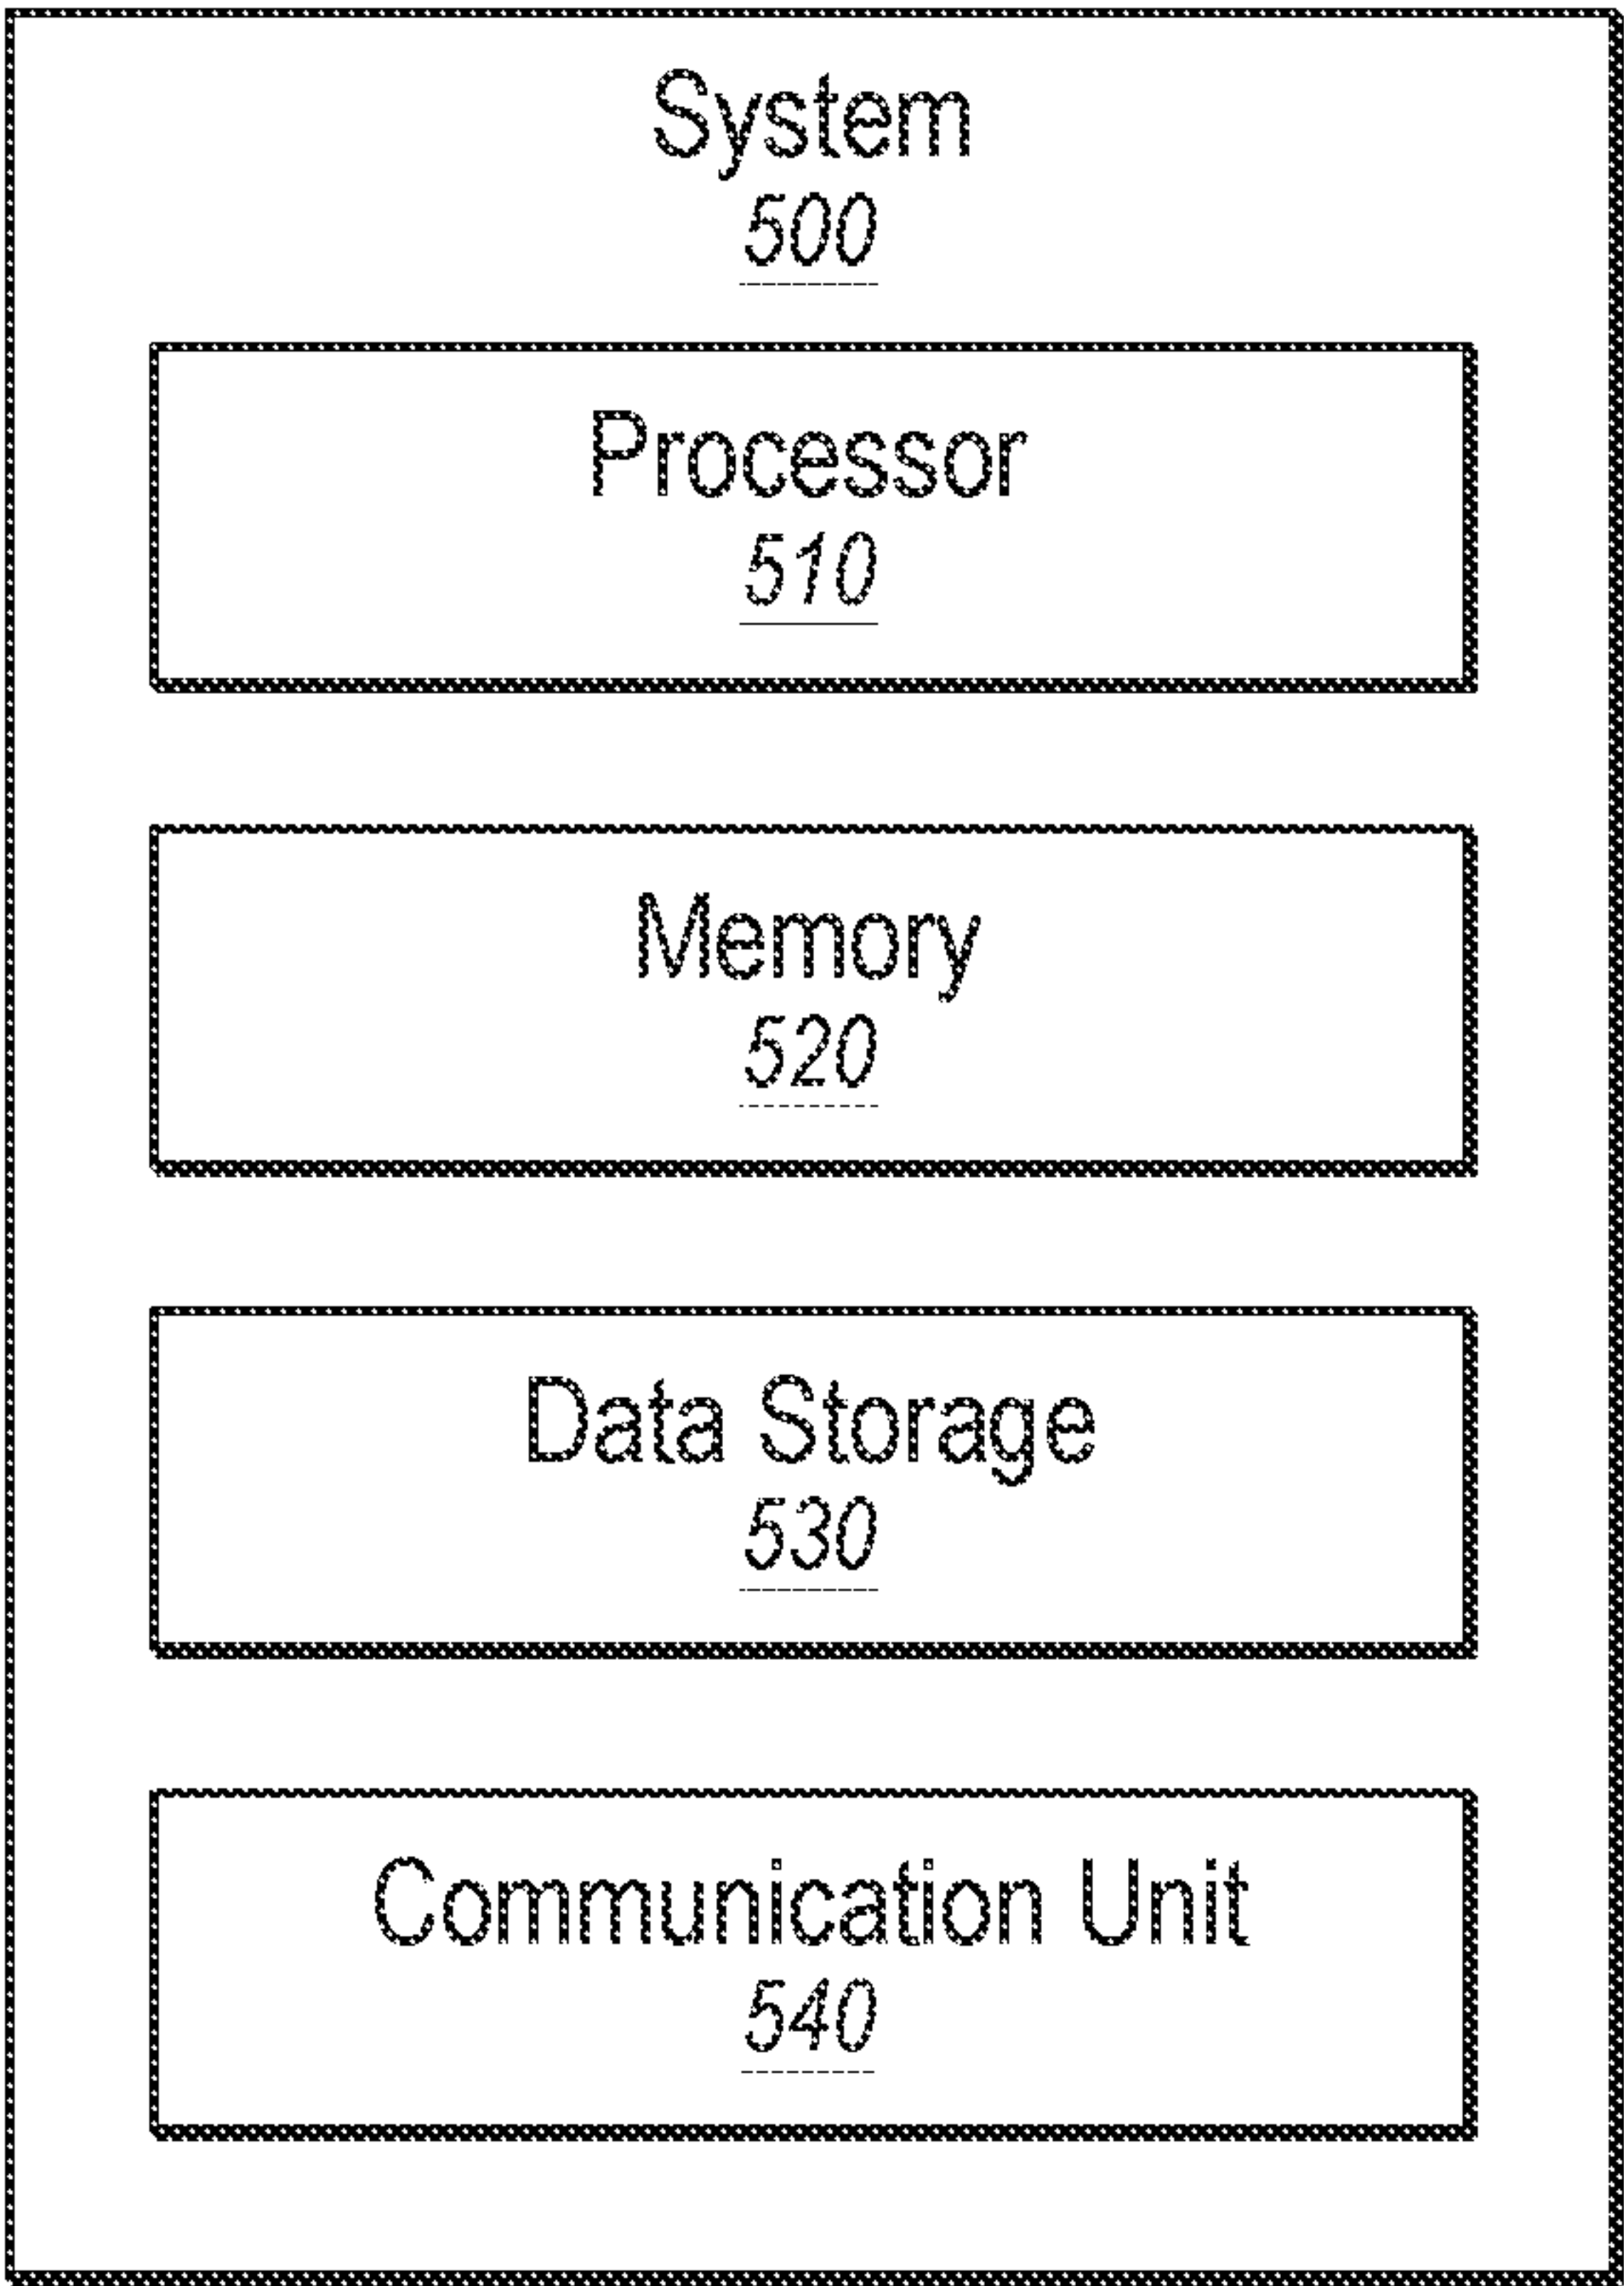 System
500
Processor
510
Memory
520
Data Storage
530
Communication Unit
540